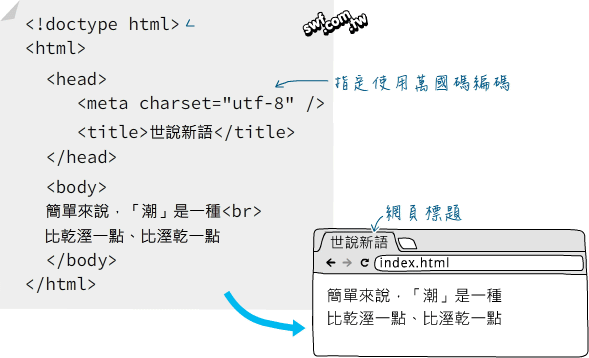 <!doctype html>
swf.com.tw
<html>
<head>
<meta charset="utf-8" />
指定使用萬國碼編碼
<title>世說新語</title>
</head>
<body>
簡單來說，「潮」是一種<br>
比乾溼一點、比溼乾一點
</body>
</html>
網頁標題
世說新語
index.html
簡單來說，「潮」是一種
比乾溼一點、比溼乾一點